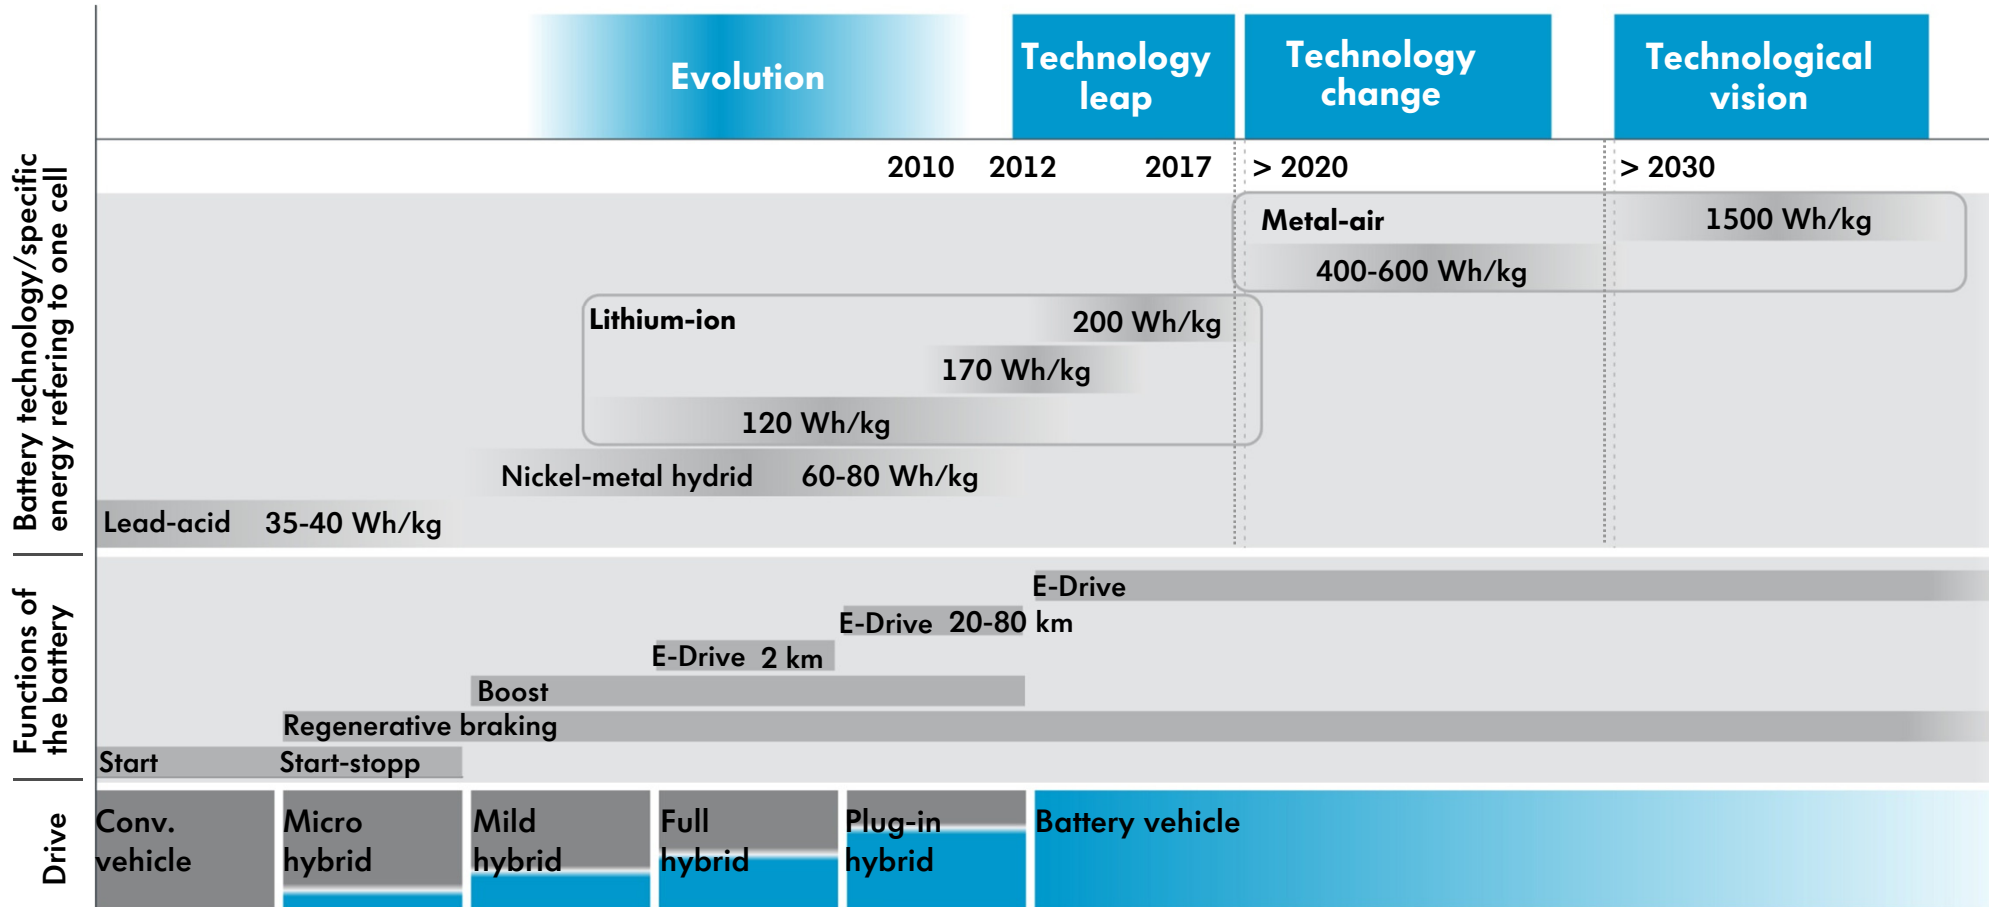 Evolution
Technology
leap
Technology
change
Technological
vision
2010 2012 2017 > 2020 > 2030
Battery technology/specific
energy referring to one cell
Metal-air
1500 Wh/kg
400-600 Wh/kg
Lithium-ion
200 Wh/kg
170 Wh/kg
120 Wh/kg
Nickel-metal hydrid 60-80 Wh/kg
Lead-acid 35-40 Wh/kg
Functions of
the battery
E-Drive
E-Drive 20-80 km
E-Drive 2 km
Boost
Regenerative braking
Start Start-stopp
Drive
Conv.
vehicle
Micro
hybrid
Mild
hybrid
Full
hybrid
Plug-in
hybrid
Battery vehicle